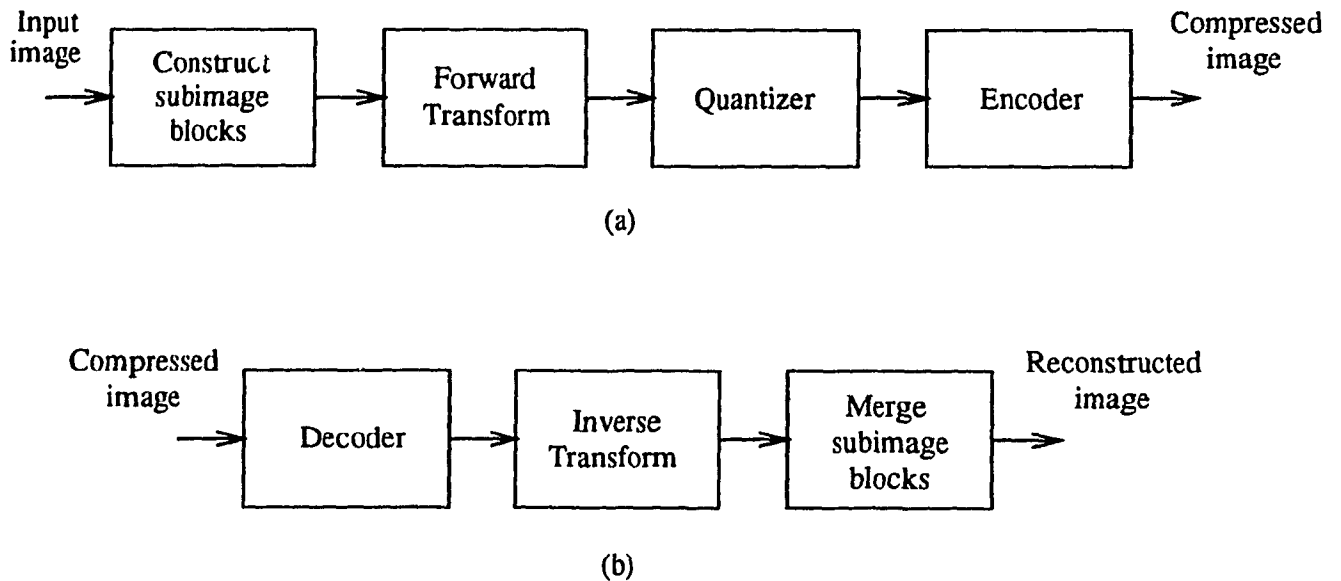 Input
image
Construct
subimage
blocks
Forward
Transform
Quantizer
Encoder
Compressed
image
(a)
Compressed
image
Decoder
Inverse
Transform
Merge
subimage
blocks
Reconstructed
image
(b)